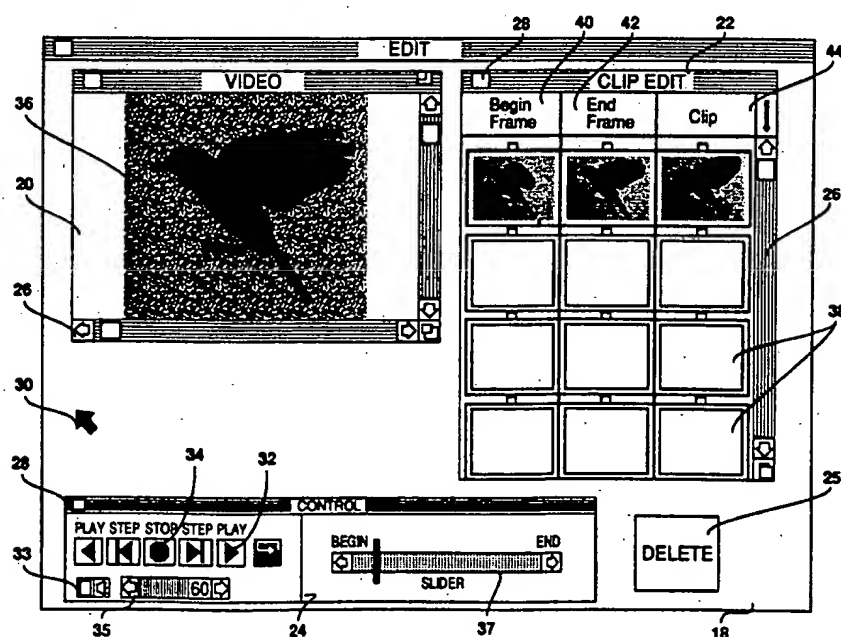 EDIT
28 40 42 22
VIDEO
CLIP EDIT
44
36
Begin Frame
End Frame
Clip
20
26
26
38
30
28
34
32
25
CONTROL
PLAY STEP STOP STEP PLAY
BEGIN END
DELETE
33
60
SLIDER
35 24 37 18